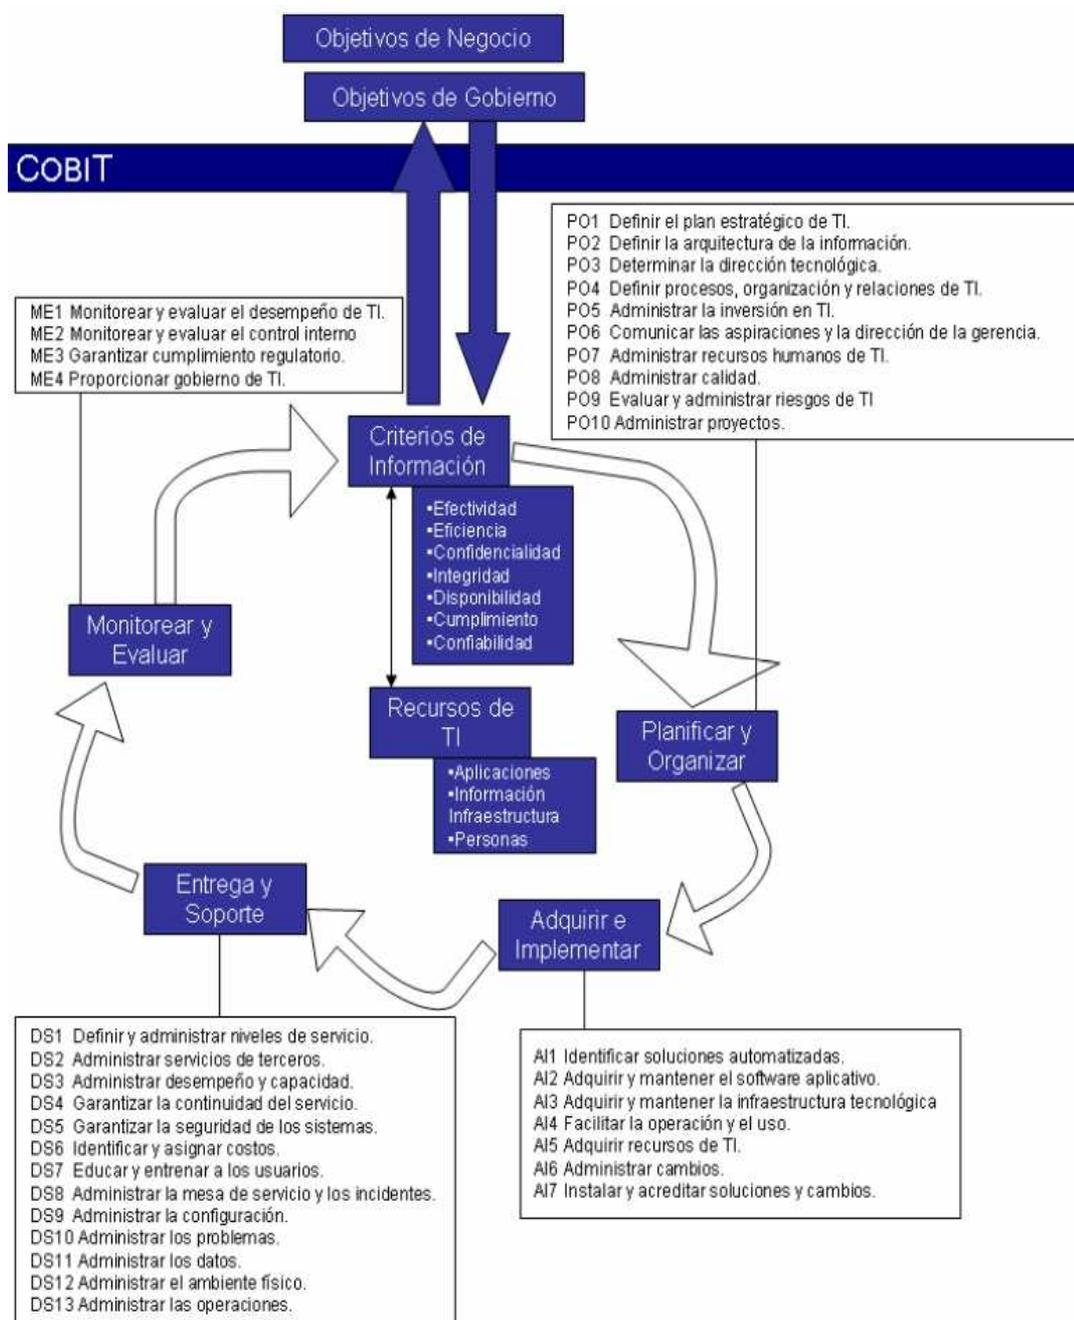 Objetivos de Negocio
Objetivos de Gobierno
COBIT
PO1 Definir el plan estratégico de TI.
PO2 Definir la arquitectura de la información.
PO3 Determinar la dirección tecnológica.
PO4 Definir procesos, organización y relaciones de TI.
PO5 Administrar la inversión en TI.
PO6 Comunicar las aspiraciones y la dirección de la gerencia.
PO7 Administrar recursos humanos de TI.
PO8 Administrar calidad.
PO9 Evaluar y administrar riesgos de TI
PO10 Administrar proyectos.
ME1 Monitorear y evaluar el desempeño de TI.
ME2 Monitorear y evaluar el control interno
ME3 Garantizar cumplimiento regulatorio.
ME4 Proporcionar gobierno de TI.
Criterios de
Información
•Efectividad
•Eficiencia
•Confidencialidad
•Integridad
•Disponibilidad
•Cumplimiento
•Confiabilidad
Monitorear y
Evaluar
Recursos de
TI
•Aplicaciones
•Información
Infraestructura
•Personas
Planificar y
Organizar
Entrega y
Soporte
Adquirir e
Implementar
DS1 Definir y administrar niveles de servicio.
DS2 Administrar servicios de terceros.
DS3 Administrar desempeño y capacidad.
DS4 Garantizar la continuidad del servicio.
DS5 Garantizar la seguridad de los sistemas.
DS6 Identificar y asignar costos.
DS7 Educar y entrenar a los usuarios.
DS8 Administrar la mesa de servicio y los incidentes.
DS9 Administrar la configuración.
DS10 Administrar los problemas.
DS11 Administrar los datos.
DS12 Administrar el ambiente físico.
DS13 Administrar las operaciones.
AI1 Identificar soluciones automatizadas.
AI2 Adquirir y mantener el software aplicativo.
AI3 Adquirir y mantener la infraestructura tecnológica
AI4 Facilitar la operación y el uso.
AI5 Adquirir recursos de TI.
AI6 Administrar cambios.
AI7 Instalar y acreditar soluciones y cambios.